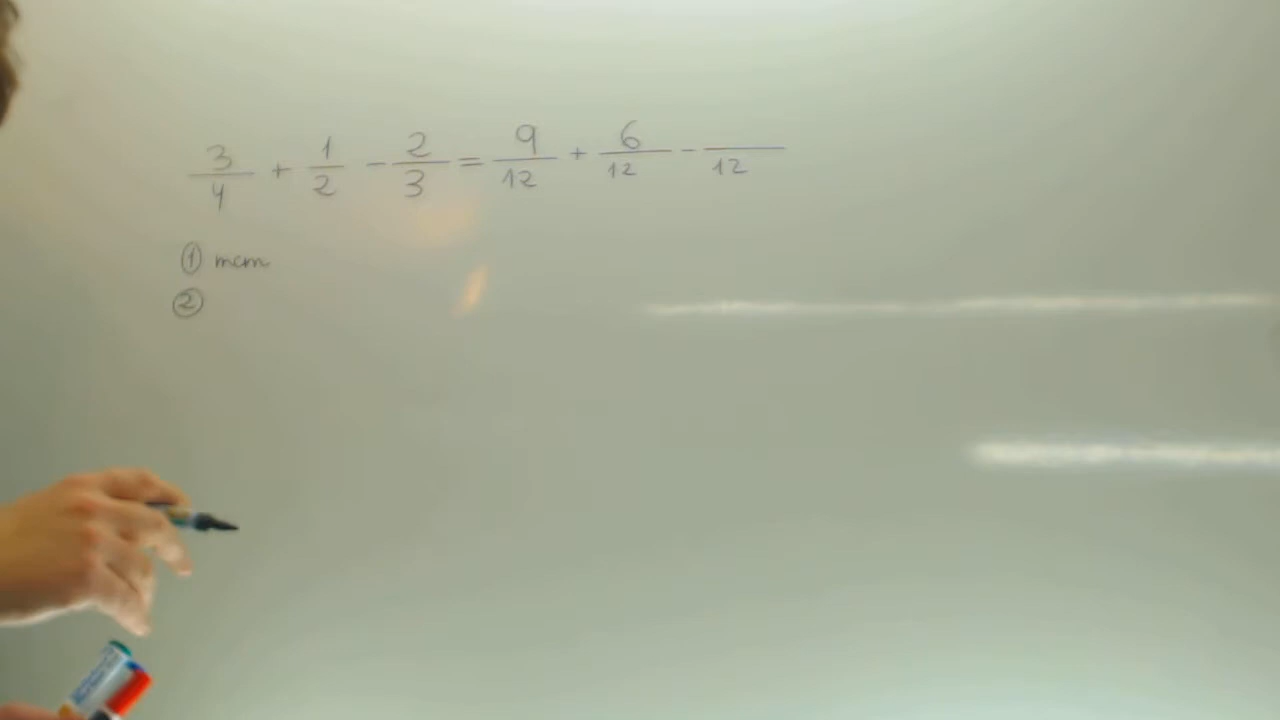 3/4 + 1/2 - 2/3 = 9/12 + 6/12 - /12
① mcm
②